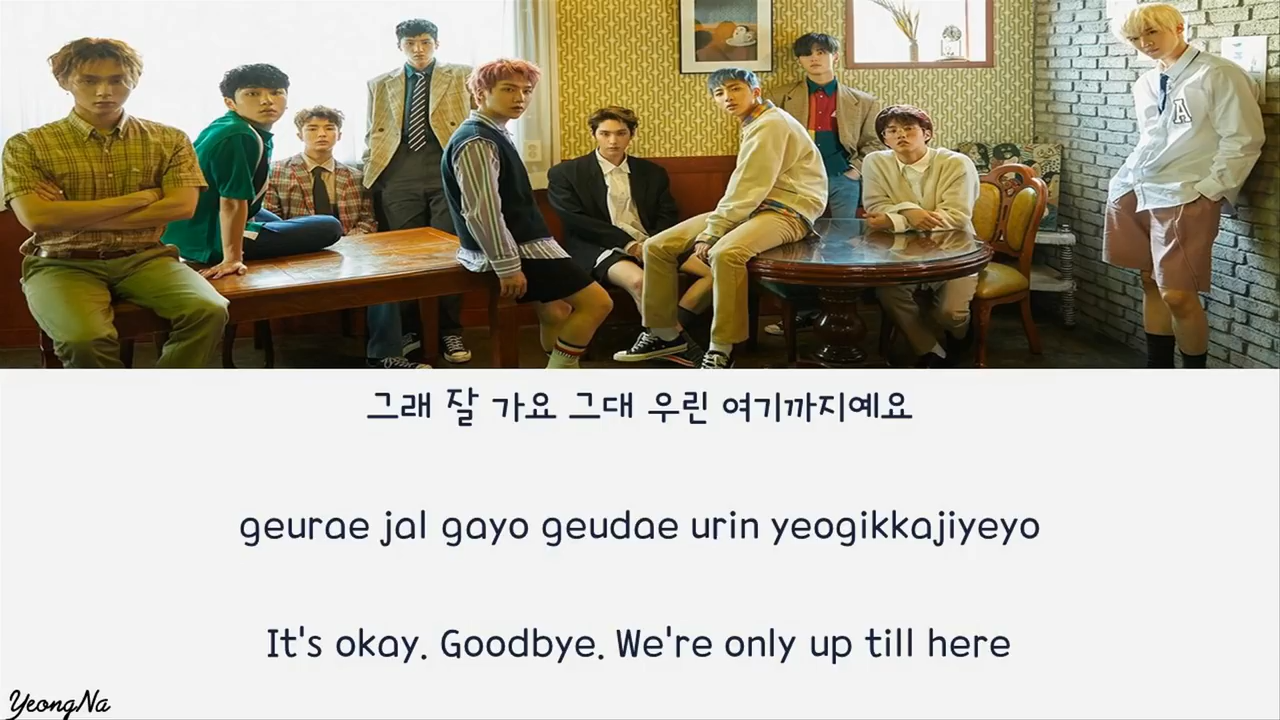 A
그래 잘 가요 그대 우린 여기까지예요
geurae jal gayo geudae urin yeogikkajiyeyo
It's okay. Goodbye. We're only up till here
YeongNa